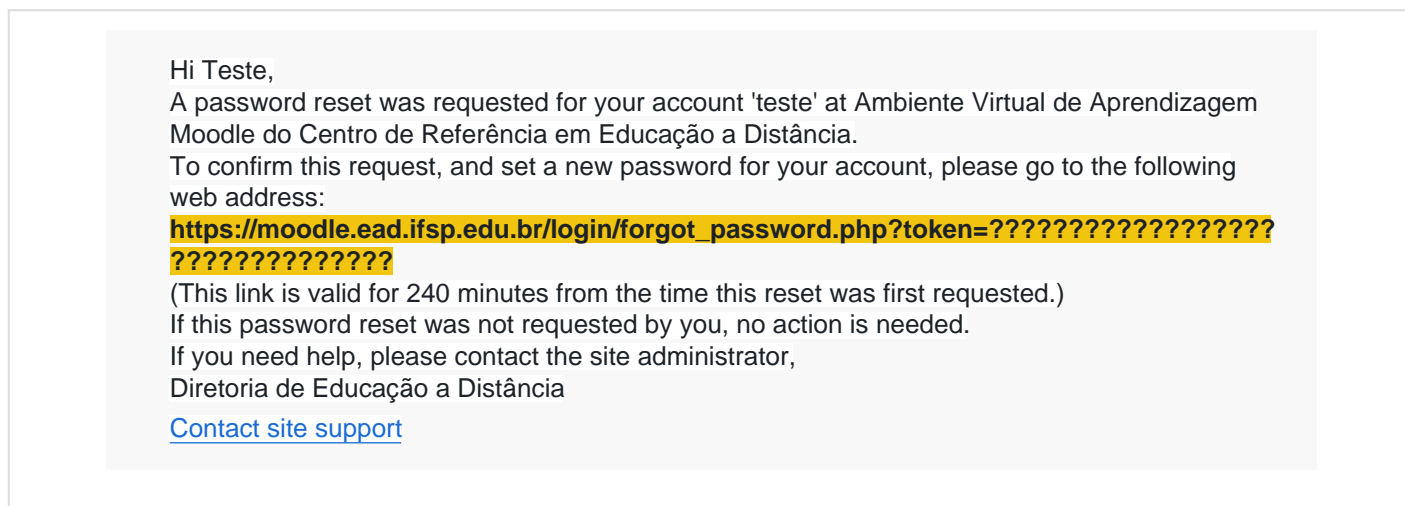 Hi Teste,
A password reset was requested for your account 'teste' at Ambiente Virtual de Aprendizagem
Moodle do Centro de Referência em Educação a Distância.
To confirm this request, and set a new password for your account, please go to the following
web address:
https://moodle.ead.ifsp.edu.br/login/forgot_password.php?token=??????????????????
??????????????
(This link is valid for 240 minutes from the time this reset was first requested.)
If this password reset was not requested by you, no action is needed.
If you need help, please contact the site administrator,
Diretoria de Educação a Distância
Contact site support